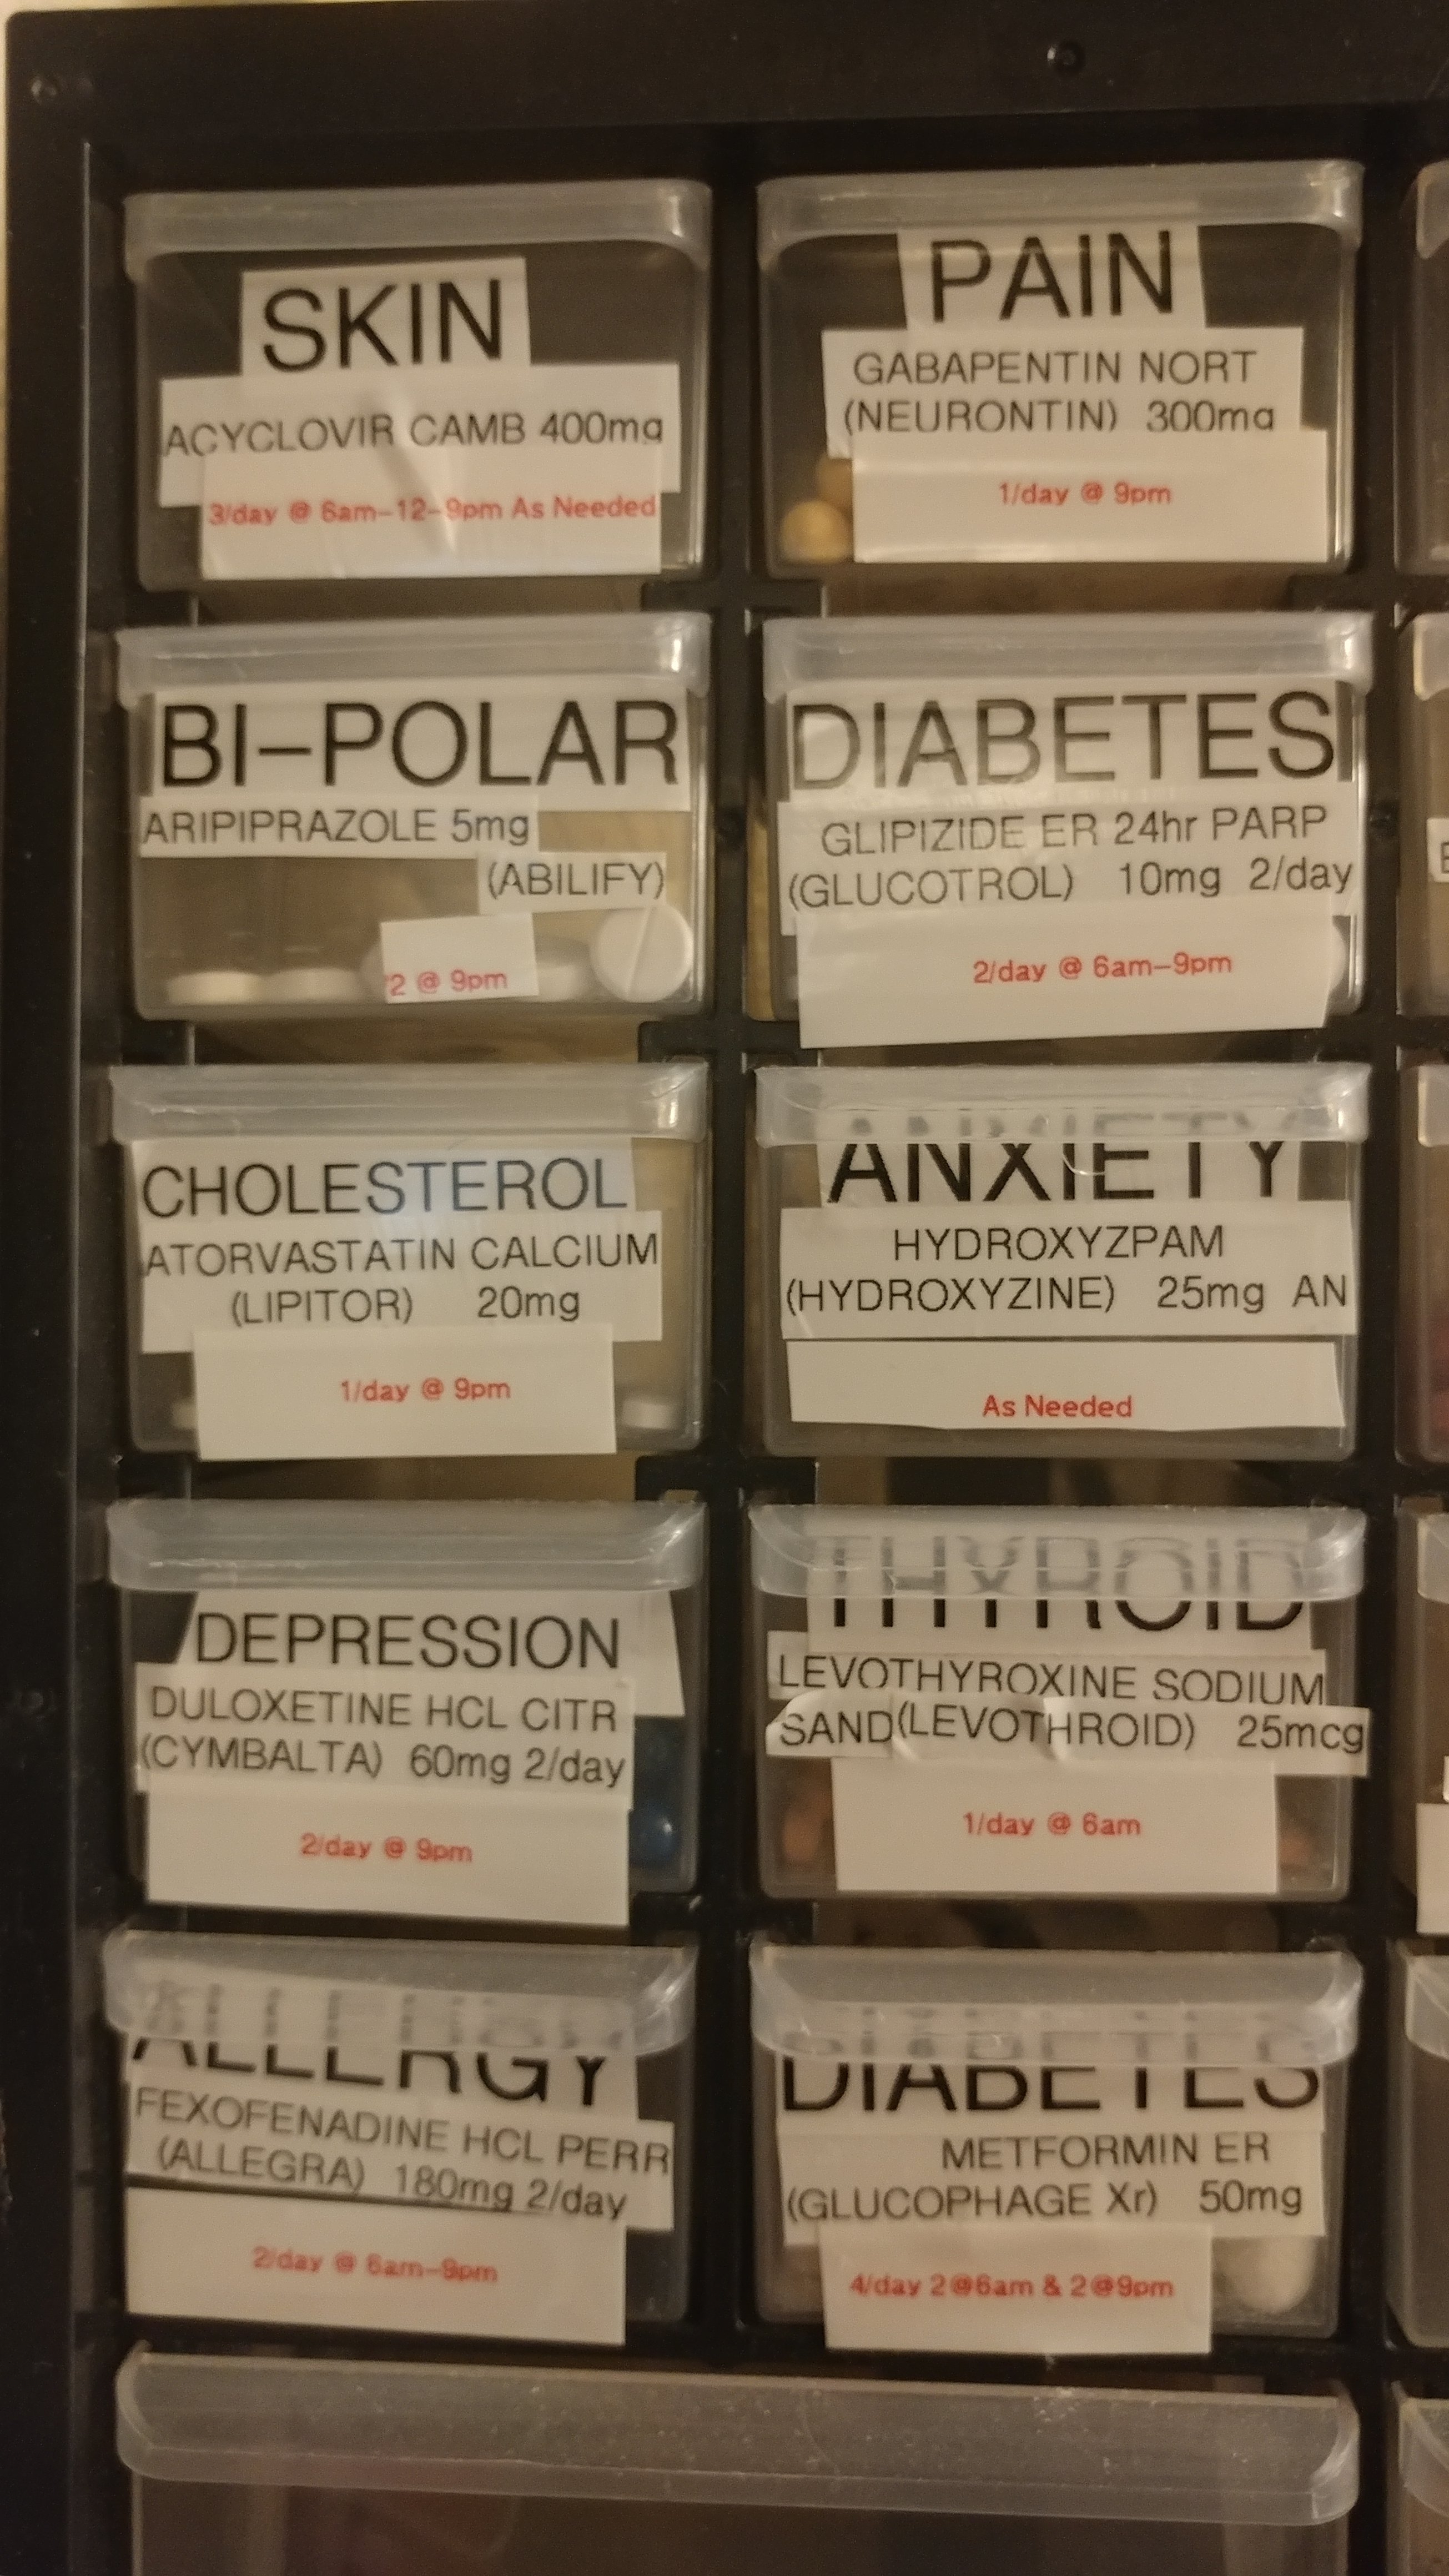 SKIN
ACYCLOVIR CAMB 400mg
3/day @ 6am-12-9pm As Needed
PAIN
GABAPENTIN NORT
(NEURONTIN) 300mg
1/day @ 9pm
BI-POLAR
ARIPIPRAZOLE 5mg
(ABILIFY)
2 @ 9pm
DIABETES
GLIPIZIDE ER 24hr PARP
(GLUCOTROL) 10mg 2/day
2/day @ 6am-9pm
CHOLESTEROL
ATORVASTATIN CALCIUM
(LIPITOR) 20mg
1/day @ 9pm
ANXIETY
HYDROXYZPAM
(HYDROXYZINE) 25mg AN
As Needed
DEPRESSION
DULOXETINE HCL CITR
(CYMBALTA) 60mg 2/day
2/day @ 9pm
THYROID
LEVOTHYROXINE SODIUM
SAND(LEVOTHROID) 25mcg
1/day @ 6am
ALLERGY
FEXOFENADINE HCL PERR
(ALLEGRA) 180mg 2/day
2/day @ 6am-9pm
DIABETES
METFORMIN ER
(GLUCOPHAGE Xr) 50mg
4/day 2@6am & 2@9pm